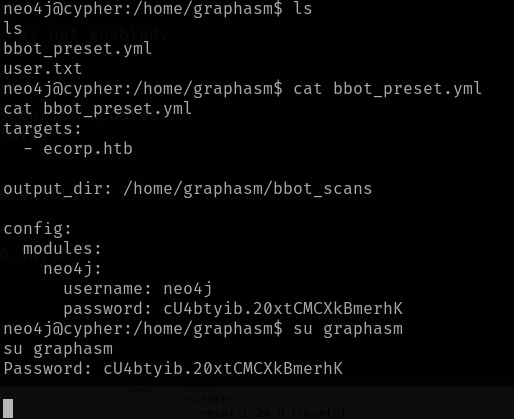 neo4j@cypher:/home/graphasm$ ls
ls
bbot_preset.yml
user.txt
neo4j@cypher:/home/graphasm$ cat bbot_preset.yml
cat bbot_preset.yml
targets:
  - ecorp.htb

output_dir: /home/graphasm/bbot_scans

config:
  modules:
    neo4j:
      username: neo4j
      password: cU4btyib.20xtCMCXkBmerhK
neo4j@cypher:/home/graphasm$ su graphasm
su graphasm
Password: cU4btyib.20xtCMCXkBmerhK
<center>